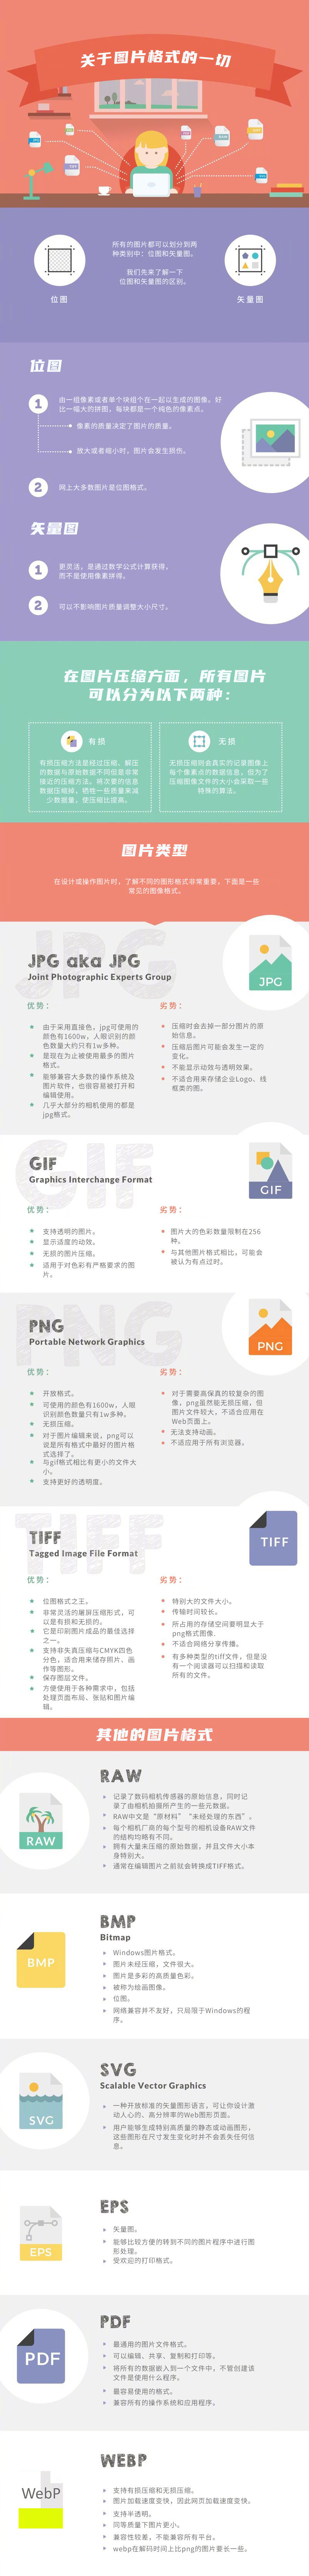 关于图片格式的一切
所有的图片都可以划分到两
种类别中：位图和矢量图。
我们先来了解一下
位图和矢量图的区别。
位图
矢量图
位图
1
由一组像素或者单个块组个在一起以生成的图像。好
比一幅大的拼图，每块都是一个纯色的像素点。
像素的质量决定了图片的质量。
放大或者缩小时，图片会发生损伤。
2
网上大多数图片是位图格式。
矢量图
1
更灵活，是通过数学公式计算获得，
而不是使用像素拼得。
2
可以不影响图片质量调整大小尺寸。
在图片压缩方面，所有图片
可以分为以下两种：
有损
有损压缩方法是经过压缩、解压
的数据与原始数据不同但是非常
接近的压缩方法。将次要的信息
数据压缩掉，牺牲一些质量来减
少数据量，使压缩比提高。
无损
无损压缩则会真实的记录图像上
每个像素点的数据信息，但为了
压缩图像文件的大小会采取一些
特殊的算法。
图片类型
在设计或操作图片时，了解不同的图形格式非常重要，下面是一些
常见的图像格式。
JPG
JPG aka JPG
Joint Photographic Experts Group
JPG
优势：
由于采用直接色，jpg可使用的
颜色有1600w，人眼识别的颜
色数量大约只有1w多种。
是现在为止被使用最多的图片
格式。
能够兼容大多数的操作系统及
图片软件，也很容易被打开和
编辑使用。
几乎大部分的相机使用的都是
jpg格式。
劣势：
压缩时会去掉一部分图片的原
始信息。
压缩后图片可能会发生一定的
变化。
不能显示动效与透明效果。
不适合用来存储企业Logo、线
框类的图。
GIF
GIF
Graphics Interchange Format
GIF
优势：
支持透明的图片。
显示适度的动效。
无损的图片压缩。
适用于对色彩有严格要求的图
片。
劣势：
图片大的色彩数量限制在256
种。
与其他图片格式相比，可能会
被认为有点过时。
PNG
PNG
Portable Network Graphics
PNG
优势：
开放格式。
可使用的颜色有1600w，人眼
识别颜色数量只有1w多种。
无损压缩。
对于图片编辑来说，png可以
说是所有格式中最好的图片格
式选择了。
与gif格式相比有更小的文件大
小。
支持更好的透明度。
劣势：
对于需要高保真的较复杂的图
像，png虽然能无损压缩，但
图片文件较大，不适合应用在
Web页面上。
无法支持动画。
不适应用于所有浏览器。
TIFF
TIFF
Tagged Image File Format
TIFF
优势：
位图格式之王。
非常灵活的屠屏压缩形式，可
以是有损和无损的。
它是印刷图片成品的最佳选择
之一。
支持非失真压缩与CMYK四色
分色，适合用来储存照片、画
作等图形。
保存图层文件。
方便使用于各种需求中，包括
处理页面布局、张贴和图片编
辑。
劣势：
特别大的文件大小。
传输时间较长。
所占用的存储空间要明显大于
png格式图像.
不适合网络分享传播。
有多种类型的tiff文件，但是没
有一个阅读器可以扫描和读取
所有的文件。
其他的图片格式
RAW
RAW
记录了数码相机传感器的原始信息，同时记
录了由相机拍摄所产生的一些元数据。
RAW中文是“原材料”“未经处理的东西”。
每个相机厂商的每个型号的相机设备RAW文件
的结构均略有不同。
拥有大量未压缩的原始数据，并且文件大小本
身特别大。
通常在编辑图片之前就会转换成TIFF格式。
BMP
Bitmap
BMP
Windows图片格式。
图片未经压缩，文件很大。
图片是多彩的高质量色彩。
被称为绘画图像。
位图。
网络兼容并不友好，只局限于Windows的程
序。
SVG
Scalable Vector Graphics
SVG
一种开放标准的矢量图形语言，可让你设计激
动人心的、高分辨率的Web图形页面。
用户能够生成特别高质量的静态或动画图形，
这些图形在尺寸发生变化时并不会丢失任何信
息。
EPS
EPS
矢量图。
能够比较方便的转到不同的图片程序中进行图
形处理。
受欢迎的打印格式。
PDF
PDF
最通用的图片文件格式。
可以编辑、共享、复制和打印等。
将所有的数据嵌入到一个文件中，不管创建该
文件是使用什么程序。
最容易使用的格式。
兼容所有的操作系统和应用程序。
WEBP
WebP
支持有损压缩和无损压缩。
图片加载速度变快，因此网页加载速度变快。
支持半透明。
同等质量下图片更小。
兼容性较差，不能兼容所有平台。
webp在解码时间上比png的图片要长一些。